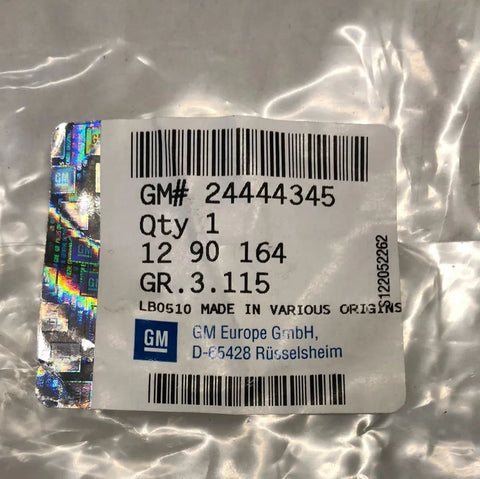 GM# 24444345
Qty 1
12 90 164
GR.3.115
LB0510 MADE IN VARIOUS ORIGINS
GM
GM Europe GmbH,
D-65428 Rüsselsheim
S122052262
GM